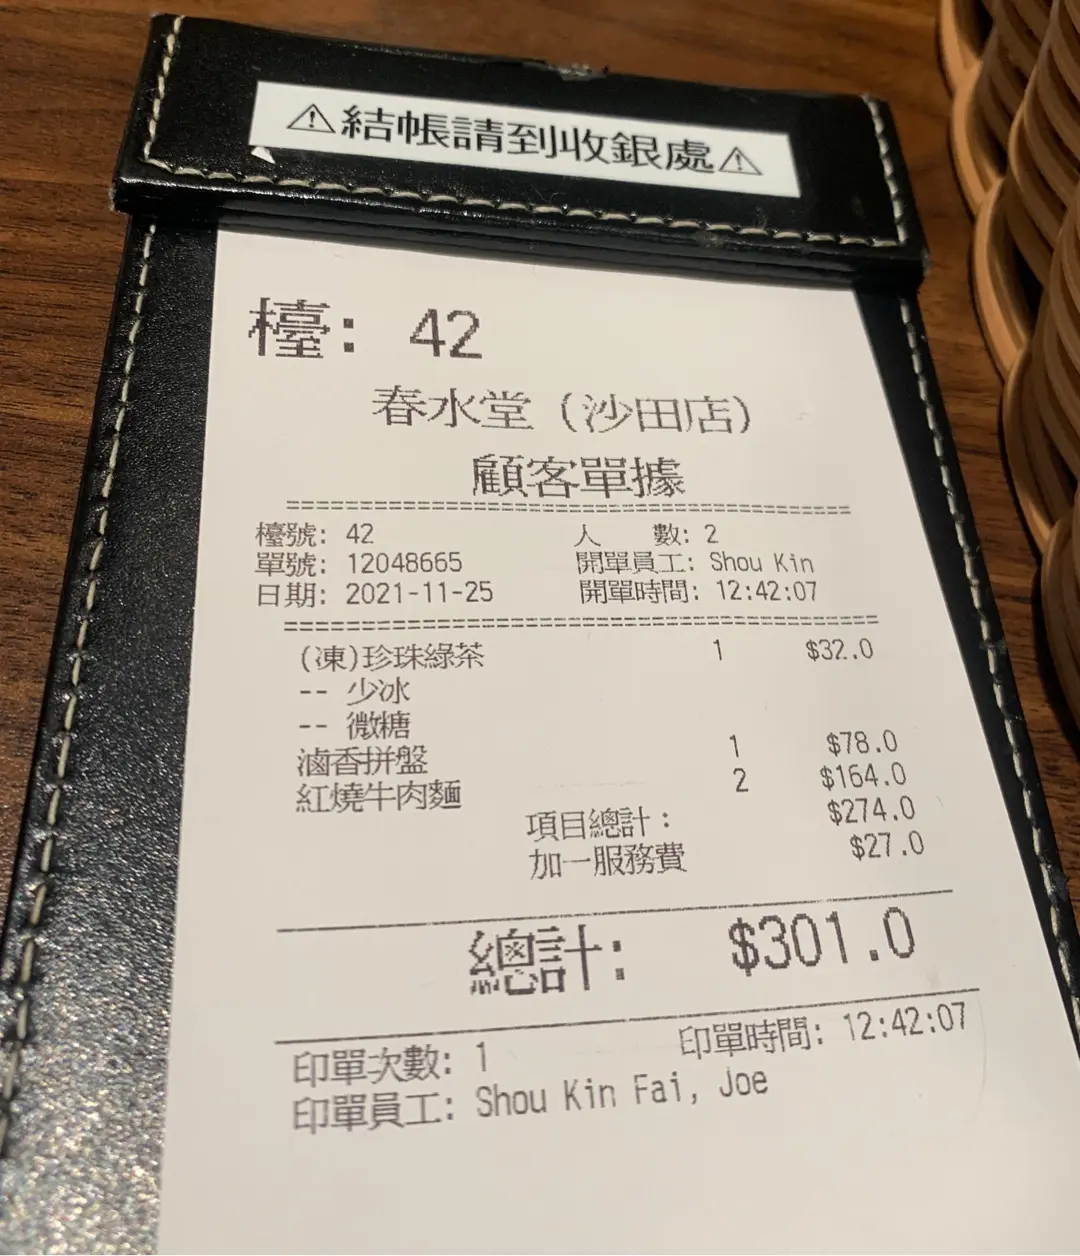 ⚠結帳請到收銀處⚠
檯: 42
春水堂 (沙田店)
顧客單據
================================================
檯號: 42 人 數: 2
單號: 12048665 開單員工: Shou Kin
日期: 2021-11-25 開單時間: 12:42:07
================================================
(凍)珍珠綠茶 1 $32.0
-- 少冰
-- 微糖
滷香拼盤 1 $78.0
紅燒牛肉麵 2 $164.0
項目總計: $274.0
加一服務費 $27.0
總計: $301.0
印單次數: 1 印單時間: 12:42:07
印單員工: Shou Kin Fai, Joe